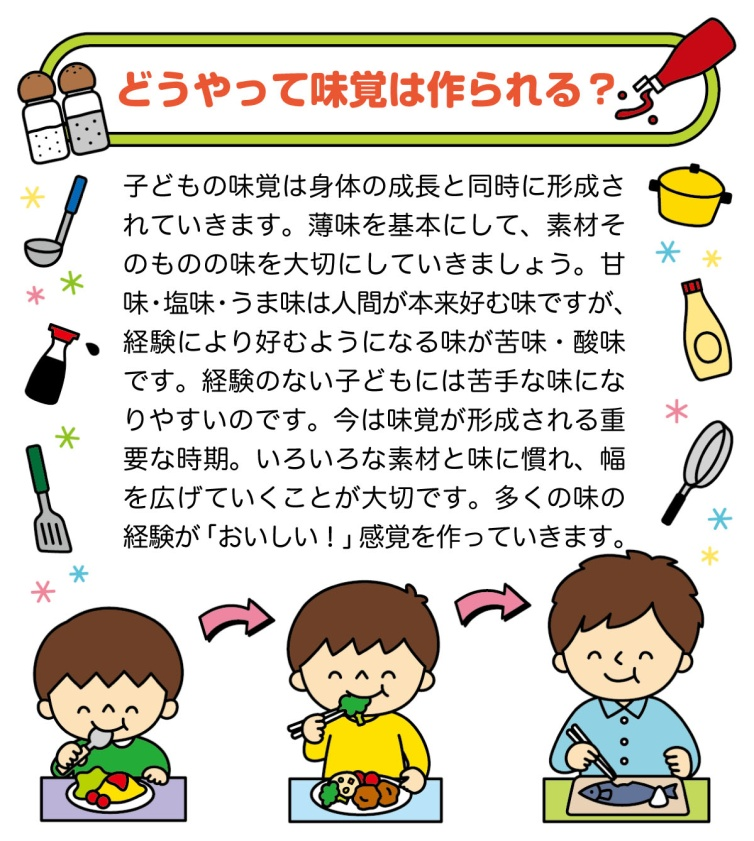 どうやって味覚は作られる?
子どもの味覚は身体の成長と同時に形成さ
れていきます。薄味を基本にして、素材そ
のものの味を大切にしていきましょう。甘
味・塩味・うま味は人間が本来好む味ですが、
経験により好むようになる味が苦味・酸味
です。経験のない子どもには苦手な味にな
りやすいのです。今は味覚が形成される重
要な時期。いろいろな素材と味に慣れ、幅
を広げていくことが大切です。多くの味の
経験が「おいしい!」感覚を作っていきます。